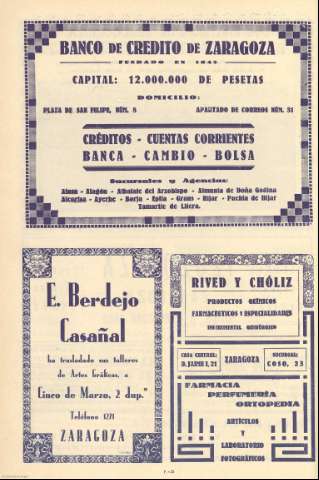 BANCO DE CREDITO DE ZARAGOZA
FUNDADO EN 1845
CAPITAL: 12.000.000 DE PESETAS
DOMICILIO:
PLAZA DE SAN FELIPE, NÚM. 8 APARTADO DE CORREOS NÚM. 31
CRÉDITOS - CUENTAS CORRIENTES
BANCA - CAMBIO - BOLSA
Sucursales y Agencias:
Alagón - Albalate del Arzobispo - Almunia de Doña Godina
Ayerbe - Borja - Graus - Híjar - Puebla de Híjar
Tamarite de Litera.
E. Berdejo
Casañal
ha trasladado sus talleres
de Artes Gráficas, a
Cinco de Marzo, 2 dup.º
Teléfono 1271
ZARAGOZA
RIVED Y CHÓLIZ
PRODUCTOS QUÍMICOS
FARMACÉUTICOS Y ESPECIALIDADES
INSTRUMENTAL QUIRÚRGICO
CASA CENTRAL:
D. JAIME I, 21
ZARAGOZA
SUCURSAL:
COSO, 33
FARMACIA
PERFUMERÍA
ORTOPEDIA
ARTÍCULOS
Y
LABORATORIO
FOTOGRÁFICOS